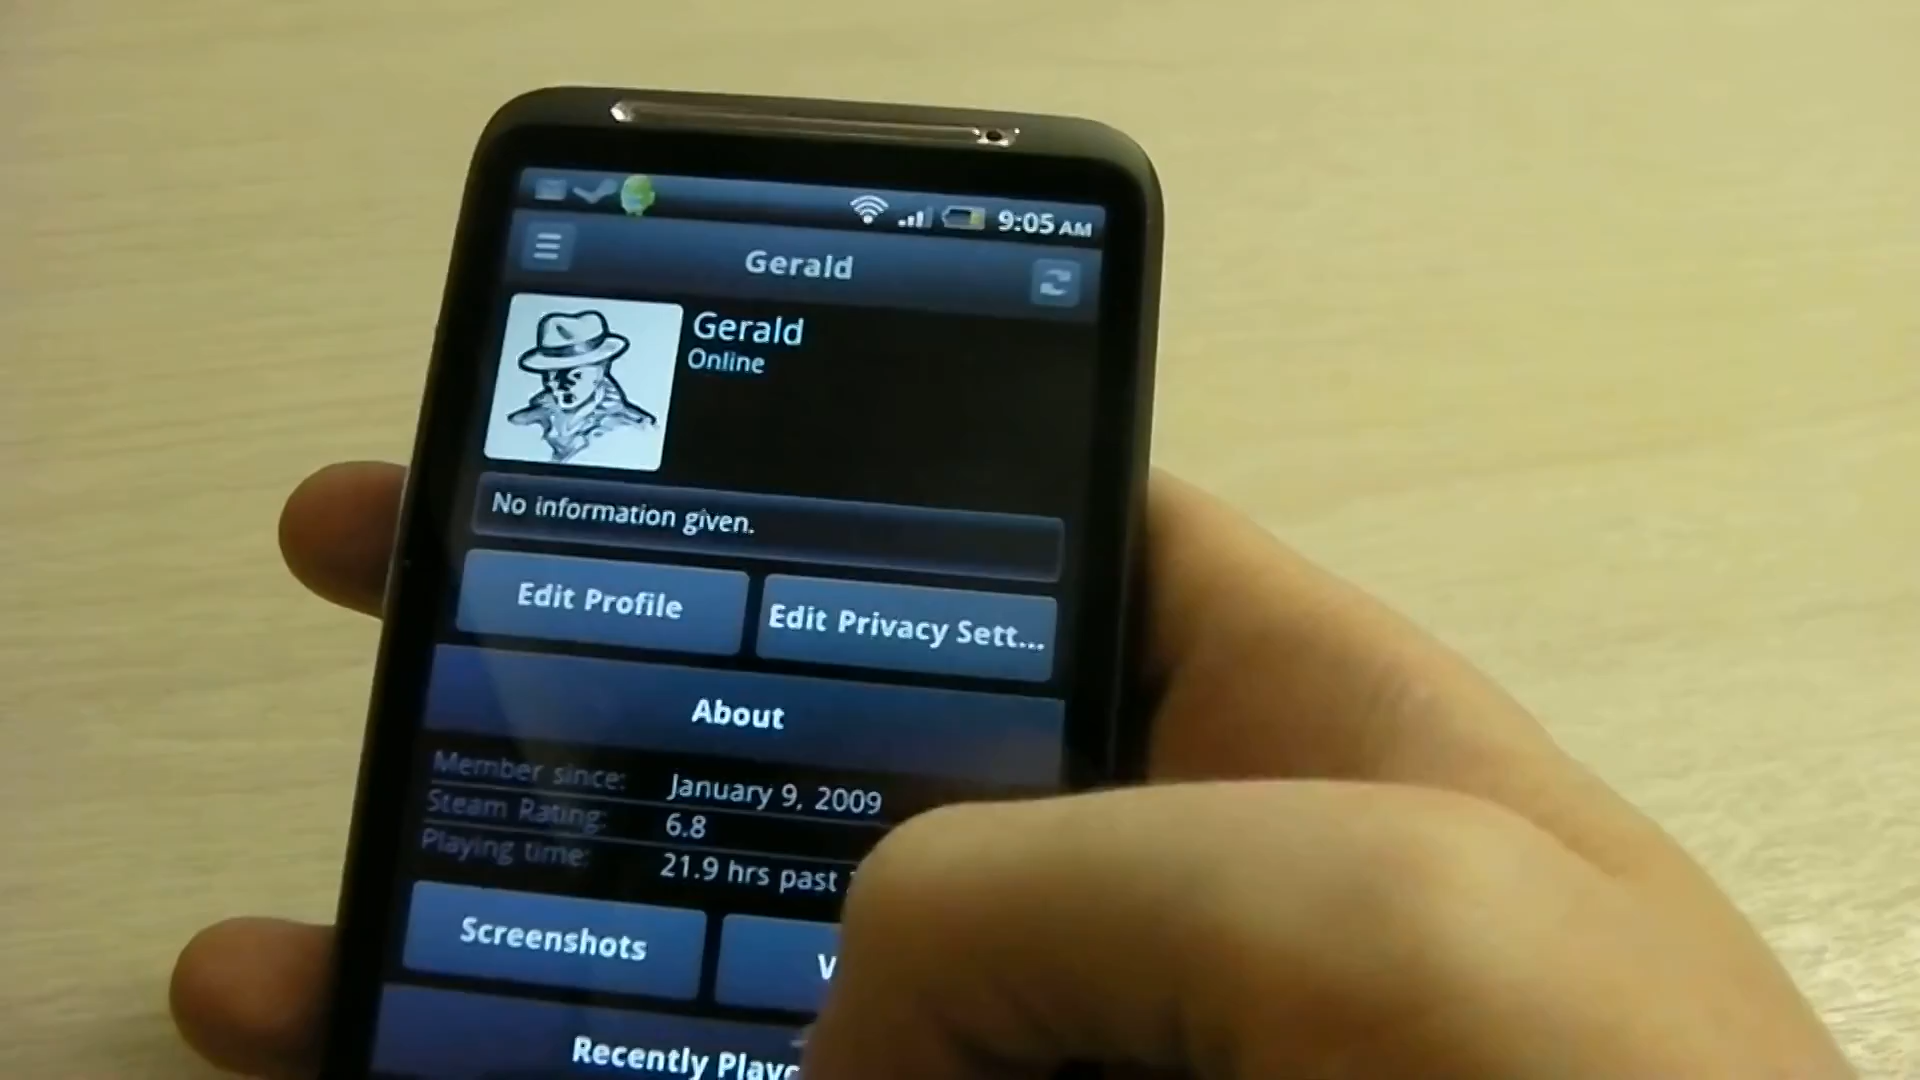 9:05 AM
Gerald
Gerald
Online
No information given.
Edit Profile
Edit Privacy Sett...
About
Member since: January 9, 2009
Steam Rating: 6.8
Playing time: 21.9 hrs past
Screenshots
Recently